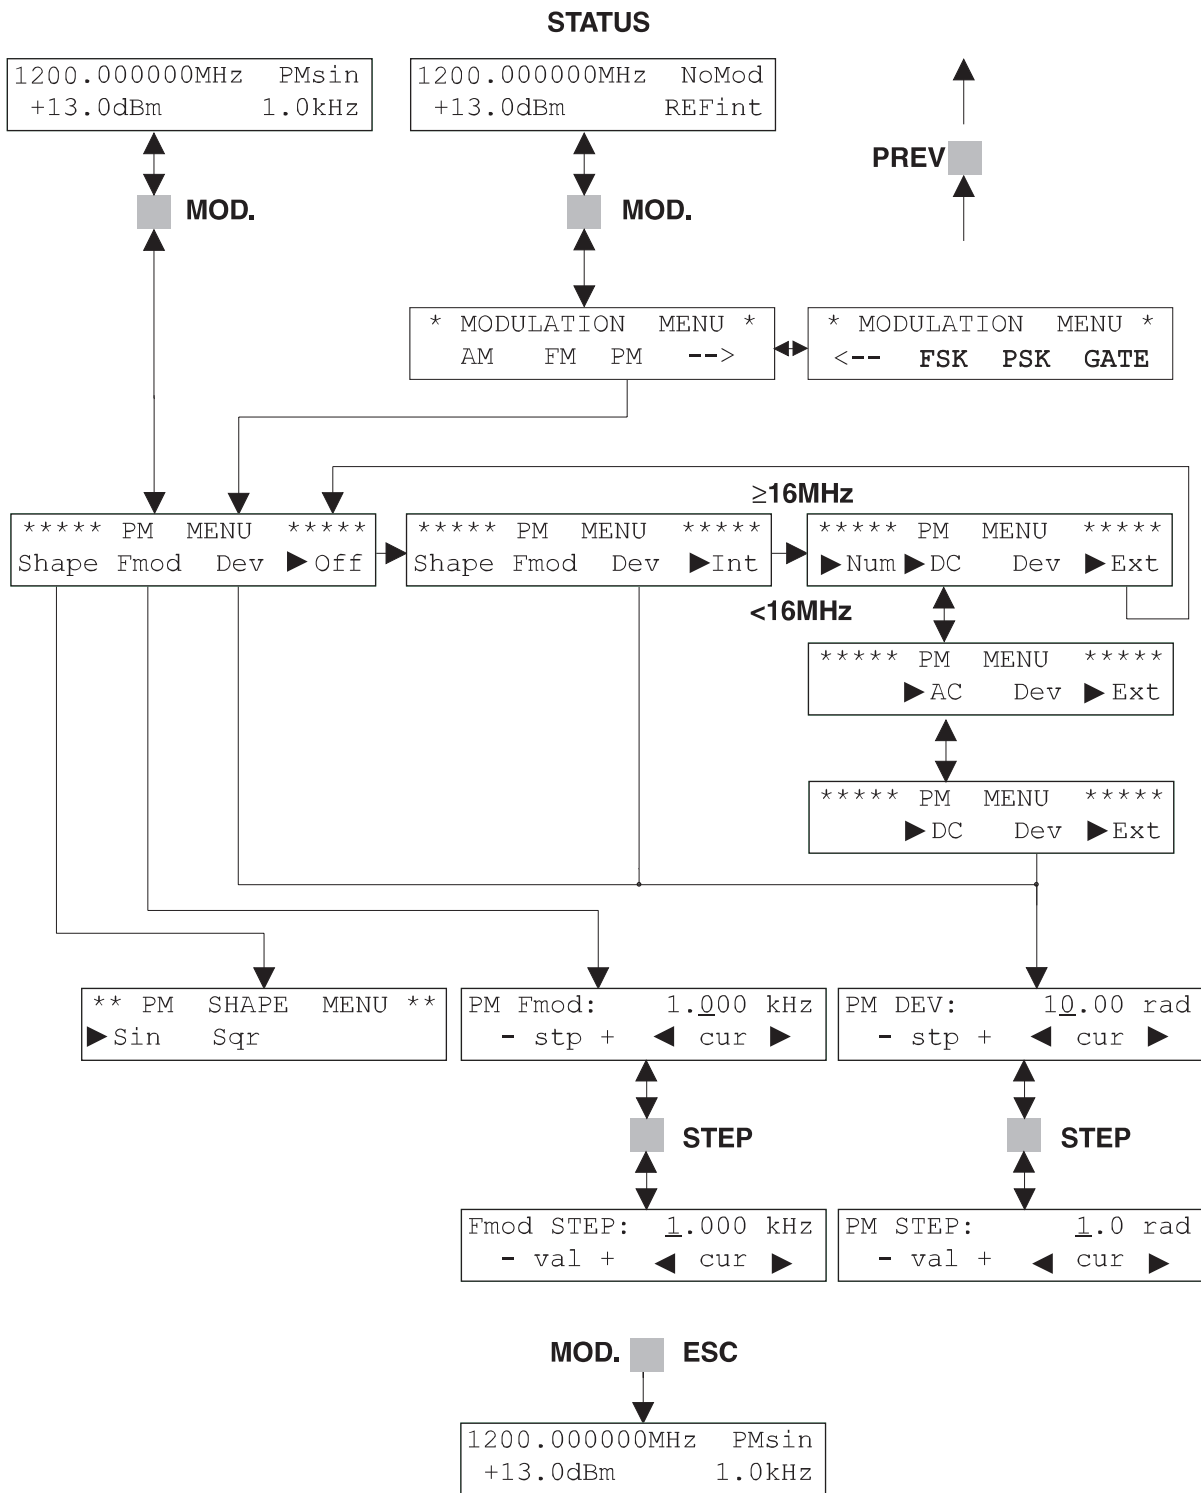 STATUS
1200.000000MHz PMsin
+13.0dBm 1.0kHz
1200.000000MHz NoMod
+13.0dBm REFint
PREV
MOD.
MOD.
* MODULATION MENU *
AM FM PM -->
* MODULATION MENU *
<-- FSK PSK GATE
≥16MHz
***** PM MENU *****
Shape Fmod Dev ▶Off
***** PM MENU *****
Shape Fmod Dev ▶Int
***** PM MENU *****
▶Num ▶DC Dev ▶Ext
<16MHz
***** PM MENU *****
▶AC Dev ▶Ext
***** PM MENU *****
▶DC Dev ▶Ext
** PM SHAPE MENU **
▶Sin Sqr
PM Fmod: 1.000 kHz
- stp + ◀ cur ▶
PM DEV: 10.00 rad
- stp + ◀ cur ▶
STEP
STEP
Fmod STEP: 1.000 kHz
- val + ◀ cur ▶
PM STEP: 1.0 rad
- val + ◀ cur ▶
MOD. ESC
1200.000000MHz PMsin
+13.0dBm 1.0kHz